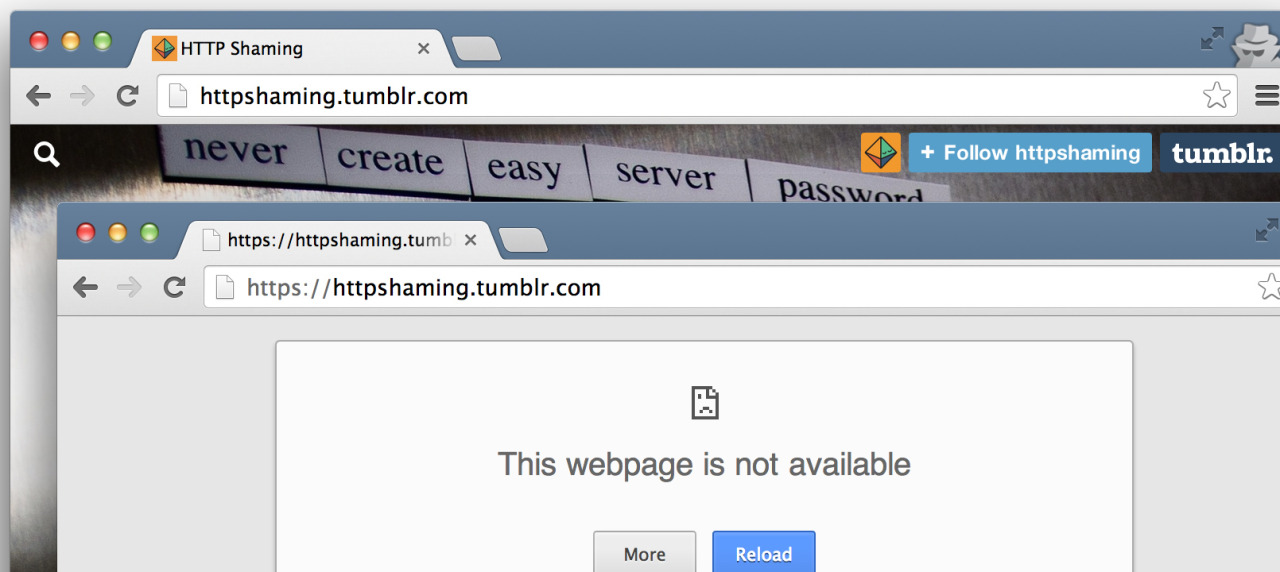 HTTP Shaming
httpshaming.tumblr.com
never create easy server password
+ Follow httpshaming
tumblr.
https://httpshaming.tumb
https://httpshaming.tumblr.com
This webpage is not available
More
Reload